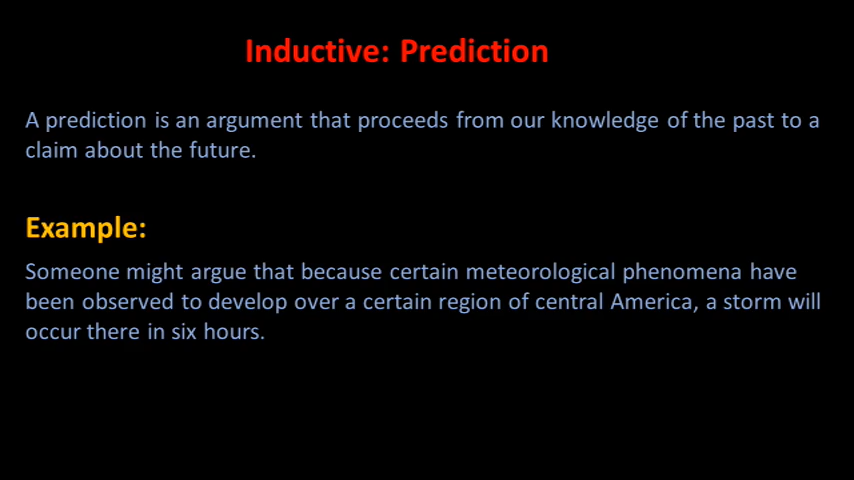 Inductive: Prediction
A prediction is an argument that proceeds from our knowledge of the past to a
claim about the future.
Example:
Someone might argue that because certain meteorological phenomena have
been observed to develop over a certain region of central America, a storm will
occur there in six hours.